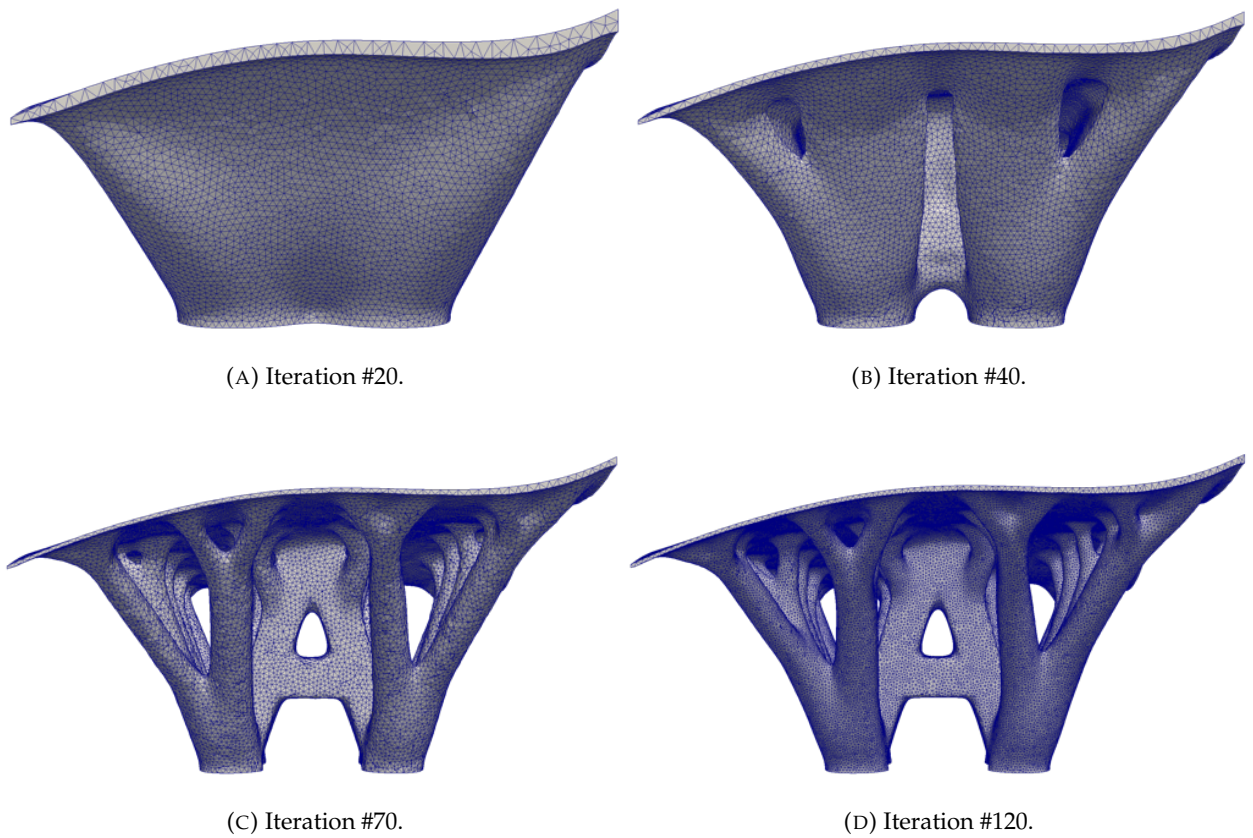 (A) Iteration #20.
(B) Iteration #40.
(C) Iteration #70.
(D) Iteration #120.